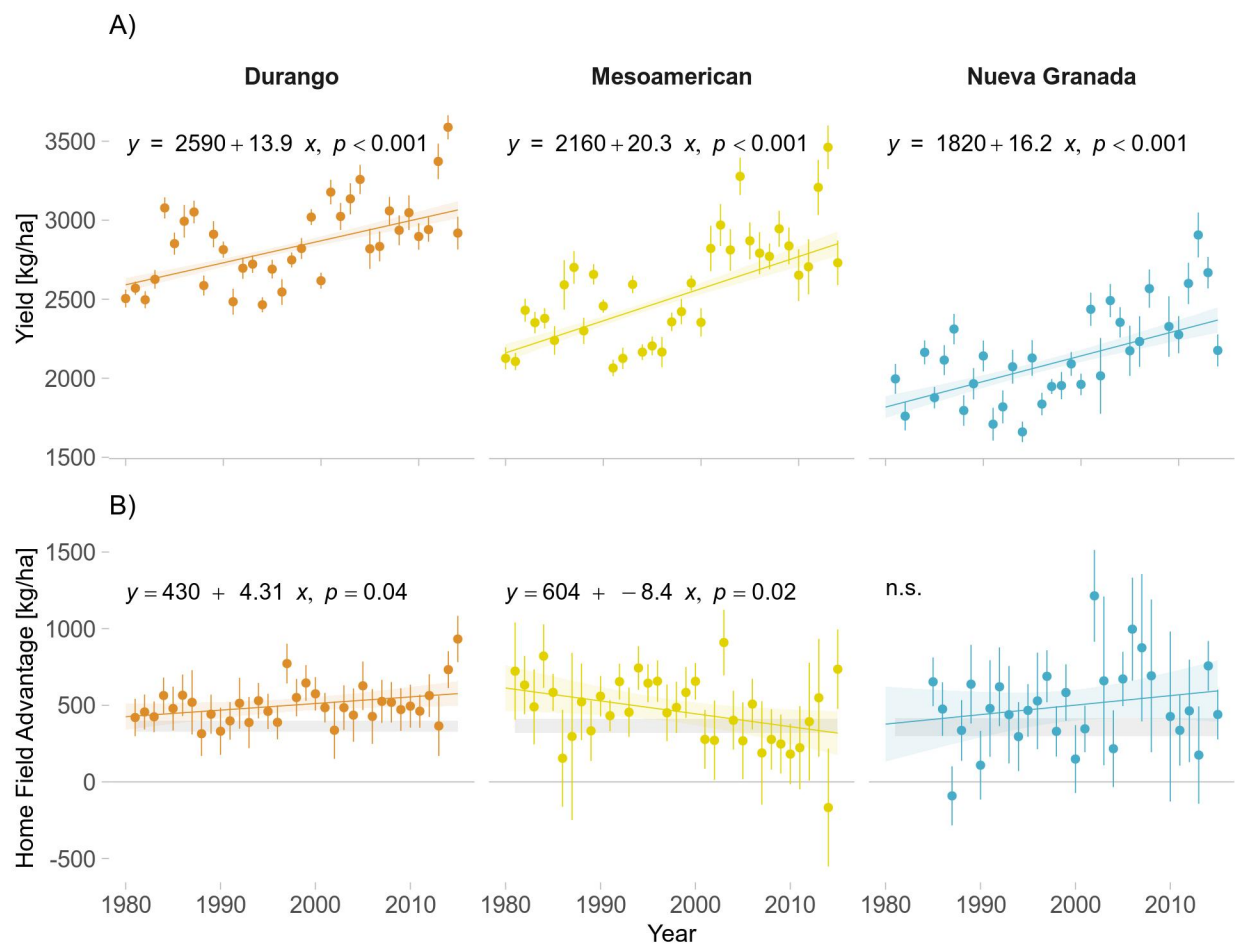 A)
Durango Mesoamerican Nueva Granada
y = 2590 + 13.9 x, p < 0.001 y = 2160 + 20.3 x, p < 0.001 y = 1820 + 16.2 x, p < 0.001
3500
3000
2500
2000
1500
Yield [kg/ha]
B)
y = 430 + 4.31 x, p = 0.04 y = 604 + −8.4 x, p = 0.02 n.s.
1500
1000
500
0
-500
Home Field Advantage [kg/ha]
1980 1990 2000 2010 1980 1990 2000 2010 1980 1990 2000 2010
Year